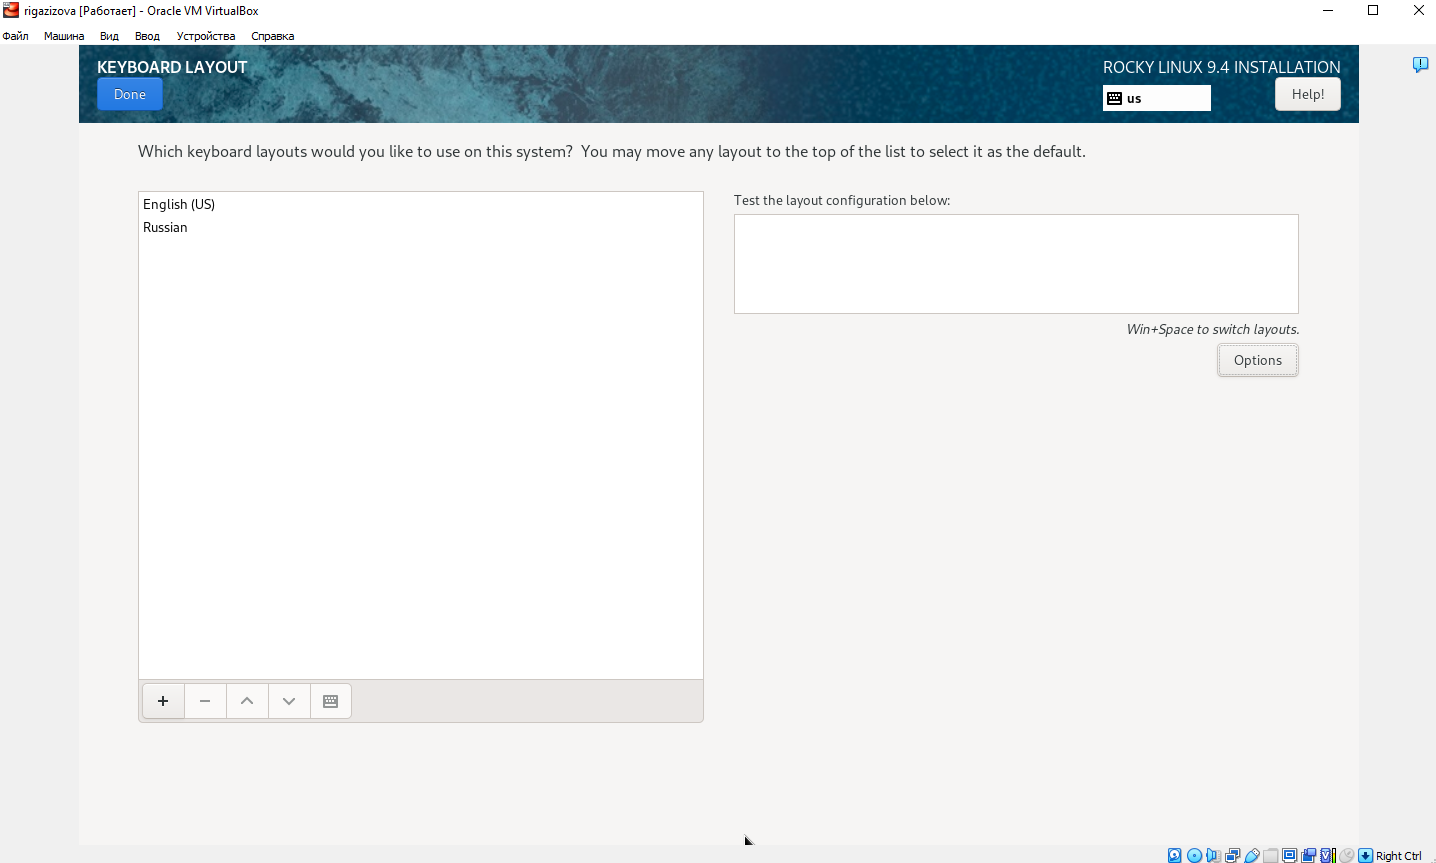 rigazizova [Работает] - Oracle VM VirtualBox
Файл Машина Вид Ввод Устройства Справка
KEYBOARD LAYOUT
ROCKY LINUX 9.4 INSTALLATION
Done
us
Help!
Which keyboard layouts would you like to use on this system? You may move any layout to the top of the list to select it as the default.
English (US)
Russian
Test the layout configuration below:
Win+Space to switch layouts.
Options
Right Ctrl